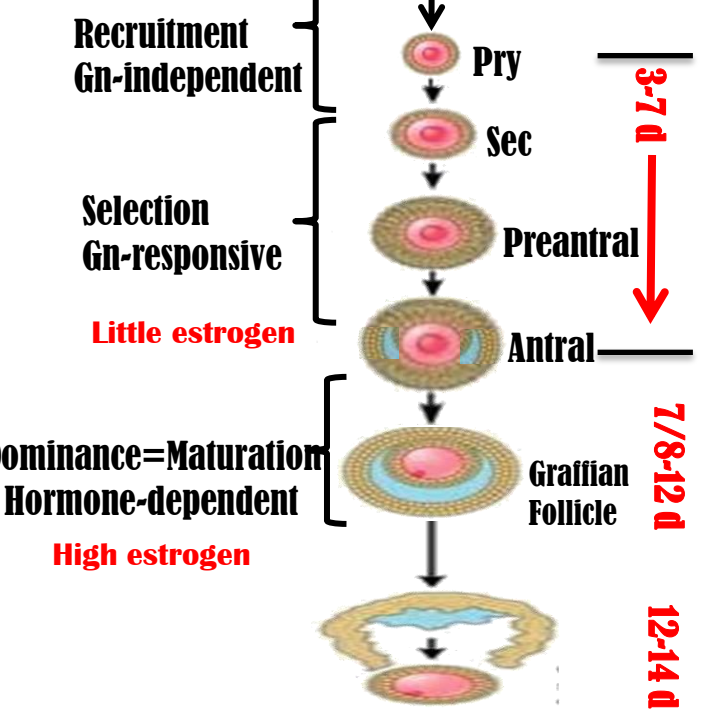 Recruitment
Gn-independent
Pry
3-7 d
Sec
Selection
Gn-responsive
Preantral
Little estrogen
Antral
ominance=Maturation
Hormone-dependent
7/8-12 d
Graffian
Follicle
High estrogen
12-14 d